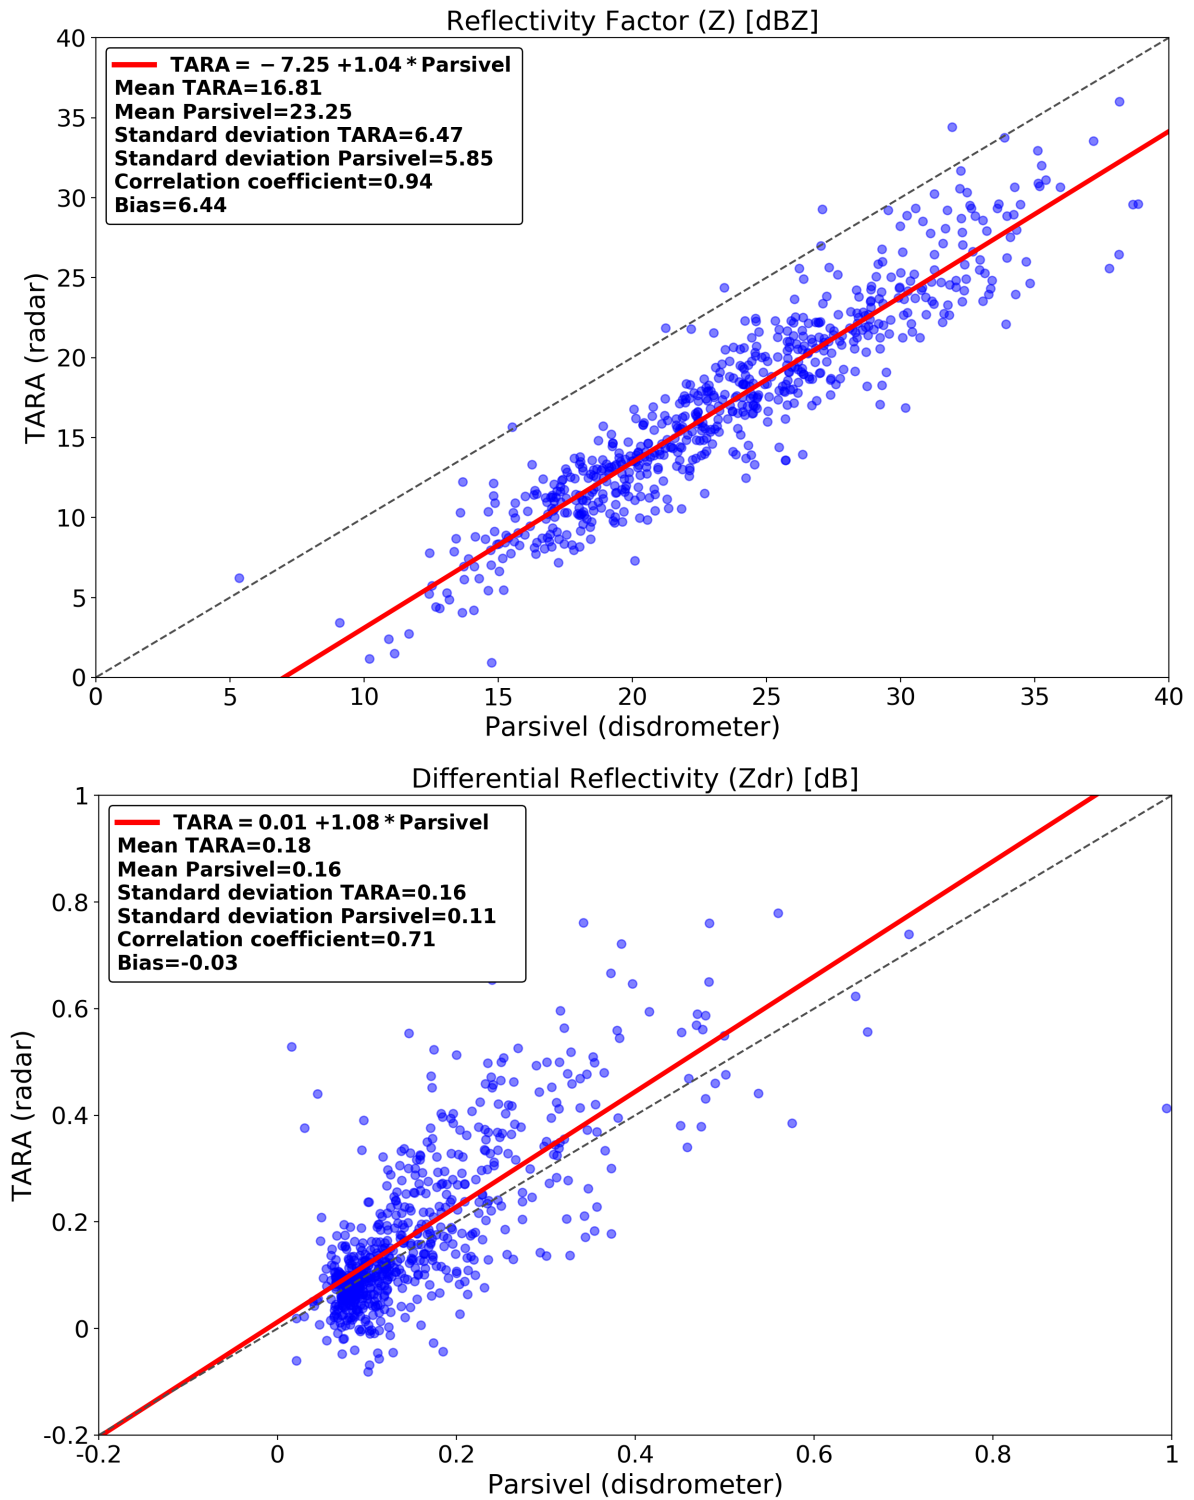 Reflectivity Factor (Z) [dBZ]
TARA = − 7.25 +1.04 * Parsivel
Mean TARA=16.81
Mean Parsivel=23.25
Standard deviation TARA=6.47
Standard deviation Parsivel=5.85
Correlation coefficient=0.94
Bias=6.44
40
35
30
25
20
15
10
5
0
TARA (radar)
0 5 10 15 20 25 30 35 40
Parsivel (disdrometer)
Differential Reflectivity (Zdr) [dB]
TARA = 0.01 +1.08 * Parsivel
Mean TARA=0.18
Mean Parsivel=0.16
Standard deviation TARA=0.16
Standard deviation Parsivel=0.11
Correlation coefficient=0.71
Bias=-0.03
1
0.8
0.6
0.4
0.2
0
-0.2
TARA (radar)
-0.2 0 0.2 0.4 0.6 0.8 1
Parsivel (disdrometer)